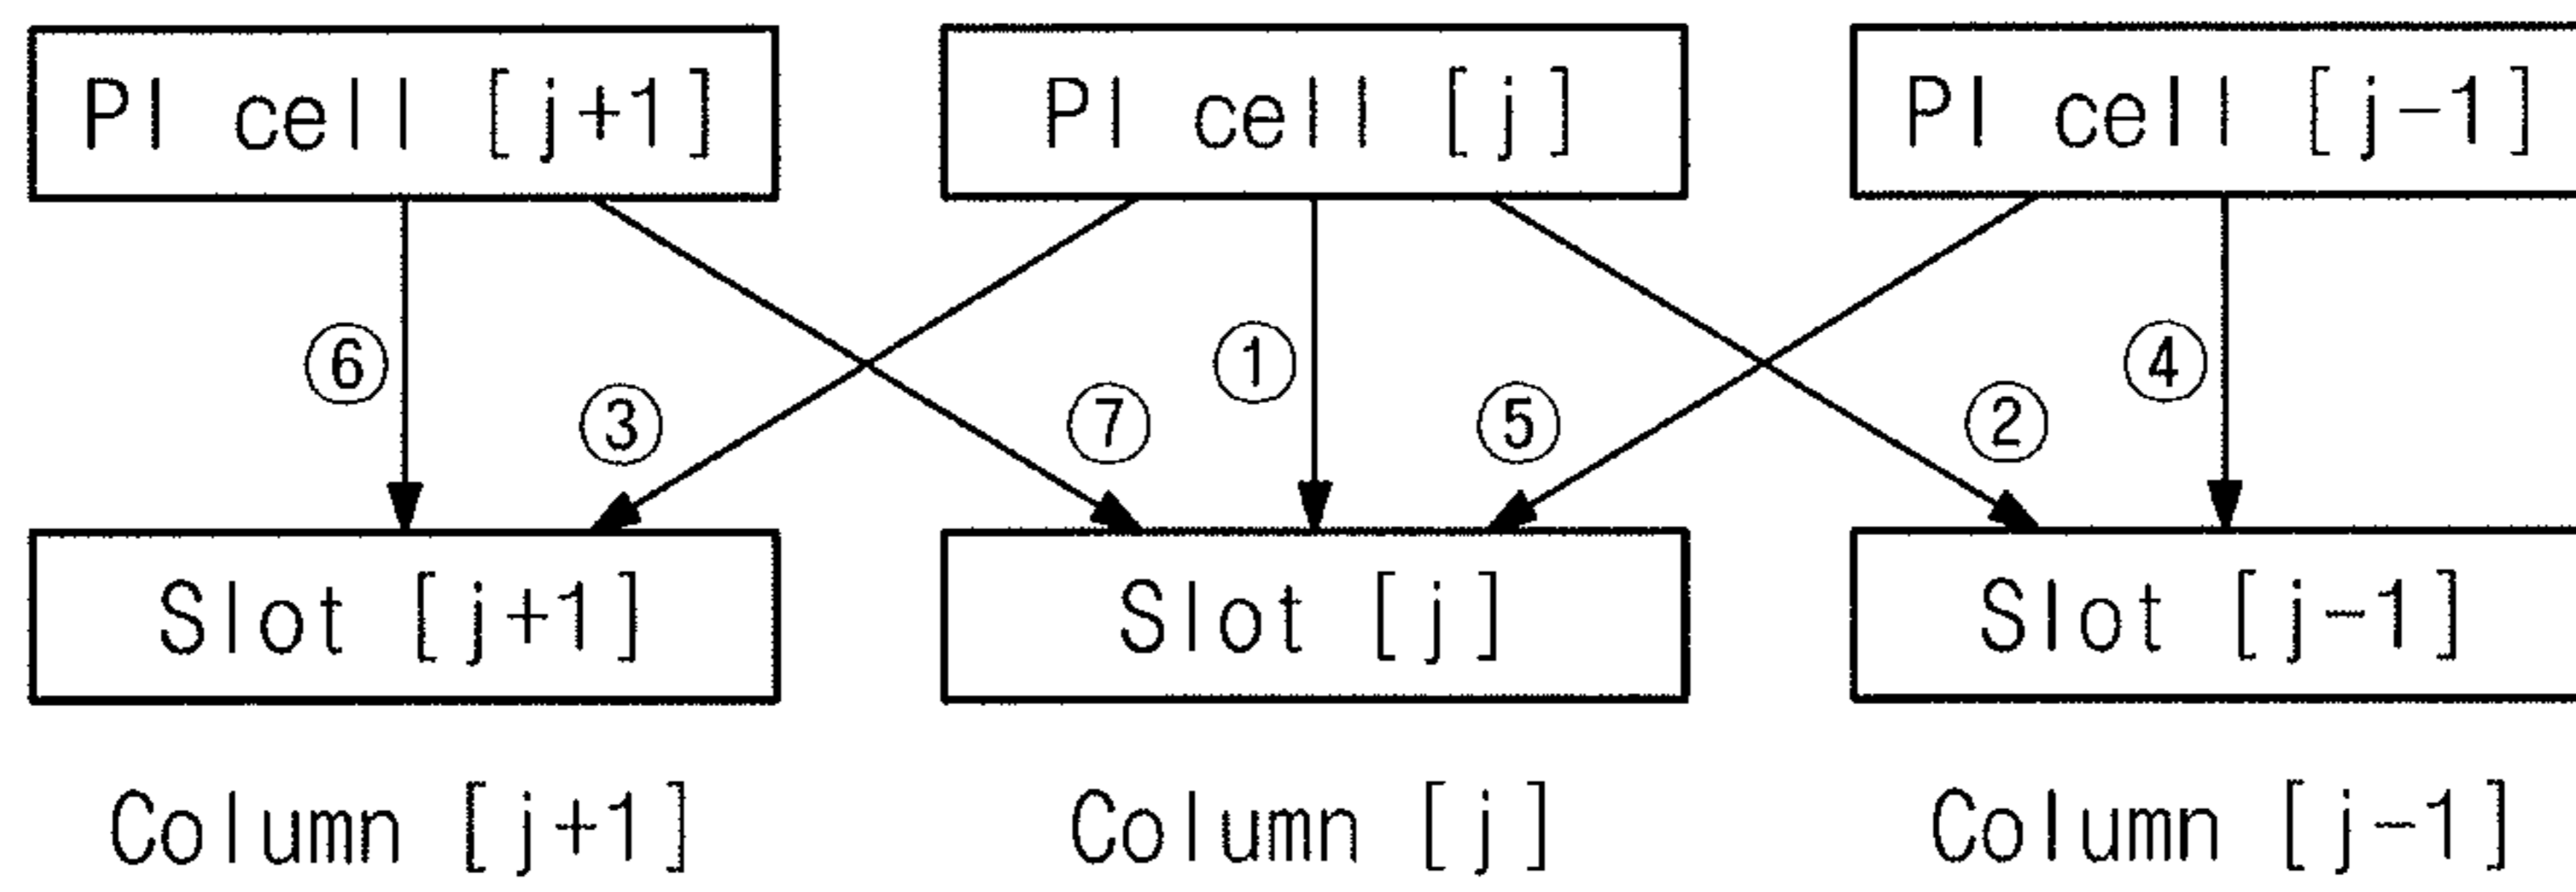 PI cell [j+1] PI cell [j] PI cell [j-1]
⑥ ① ④
③ ⑦ ⑤ ②
Slot [j+1] Slot [j] Slot [j-1]
Column [j+1] Column [j] Column [j-1]